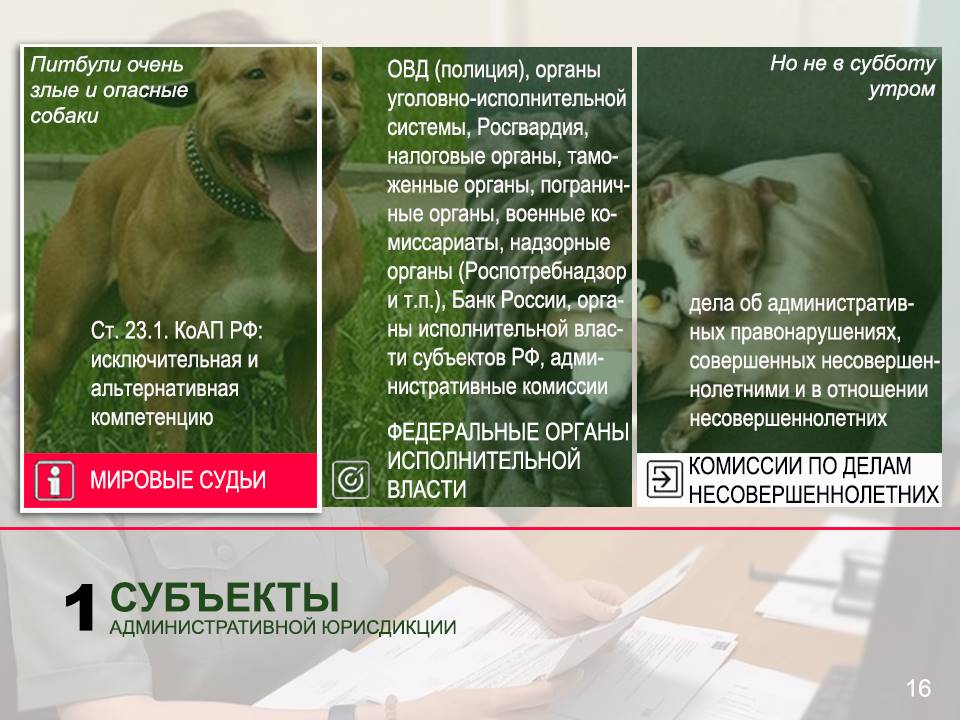 Питбули очень
злые и опасные
собаки
Ст. 23.1. КоАП РФ:
исключительная и
альтернативная
компетенцию
МИРОВЫЕ СУДЬИ
ОВД (полиция), органы
уголовно-исполнительной
системы, Росгвардия,
налоговые органы, тамо-
женные органы, погранич-
ные органы, военные ко-
миссариаты, надзорные
органы (Роспотребнадзор
и т.п.), Банк России, орга-
ны исполнительной влас-
ти субъектов РФ, адми-
нистративные комиссии
ФЕДЕРАЛЬНЫЕ ОРГАНЫ
ИСПОЛНИТЕЛЬНОЙ
ВЛАСТИ
Но не в субботу
утром
дела об административ-
ных правонарушениях,
совершенных несовершен-
нолетними и в отношении
несовершеннолетних
КОМИССИИ ПО ДЕЛАМ
НЕСОВЕРШЕННОЛЕТНИХ
1 СУБЪЕКТЫ
АДМИНИСТРАТИВНОЙ ЮРИСДИКЦИИ
16